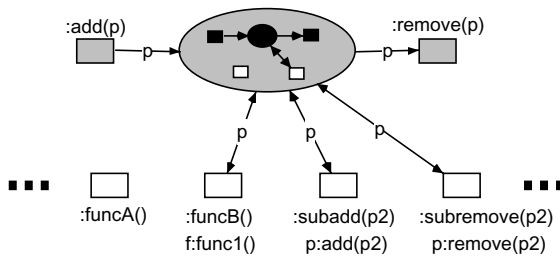 :add(p)
:remove(p)
p
p
p
p
p
:funcA()
:funcB()
:subadd(p2)
:subremove(p2)
f:func1()
p:add(p2)
p:remove(p2)